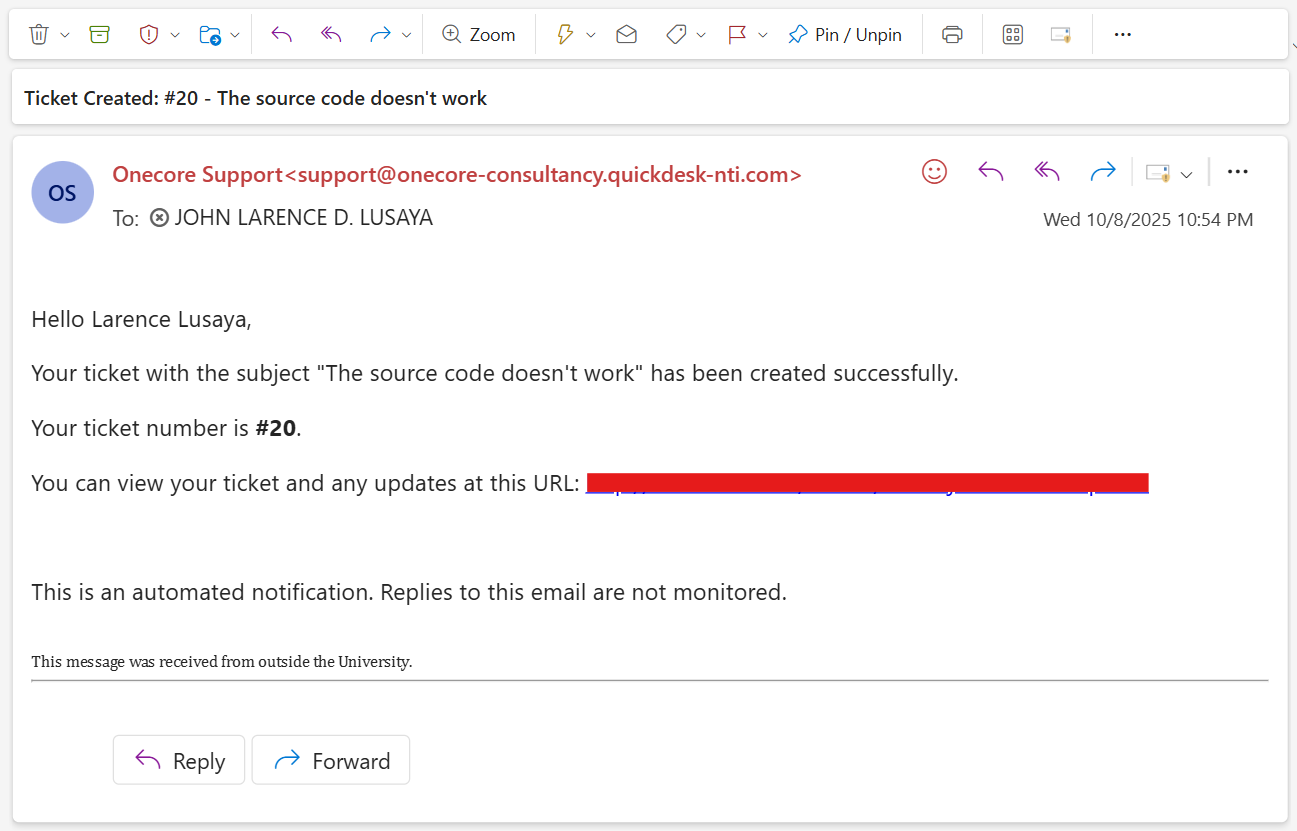 Zoom
Pin / Unpin
Ticket Created: #20 - The source code doesn't work
OS
Onecore Support<support@onecore-consultancy.quickdesk-nti.com>
To: JOHN LARENCE D. LUSAYA
Wed 10/8/2025 10:54 PM
Hello Larence Lusaya,
Your ticket with the subject "The source code doesn't work" has been created successfully.
Your ticket number is #20.
You can view your ticket and any updates at this URL:
This is an automated notification. Replies to this email are not monitored.
This message was received from outside the University.
Reply
Forward